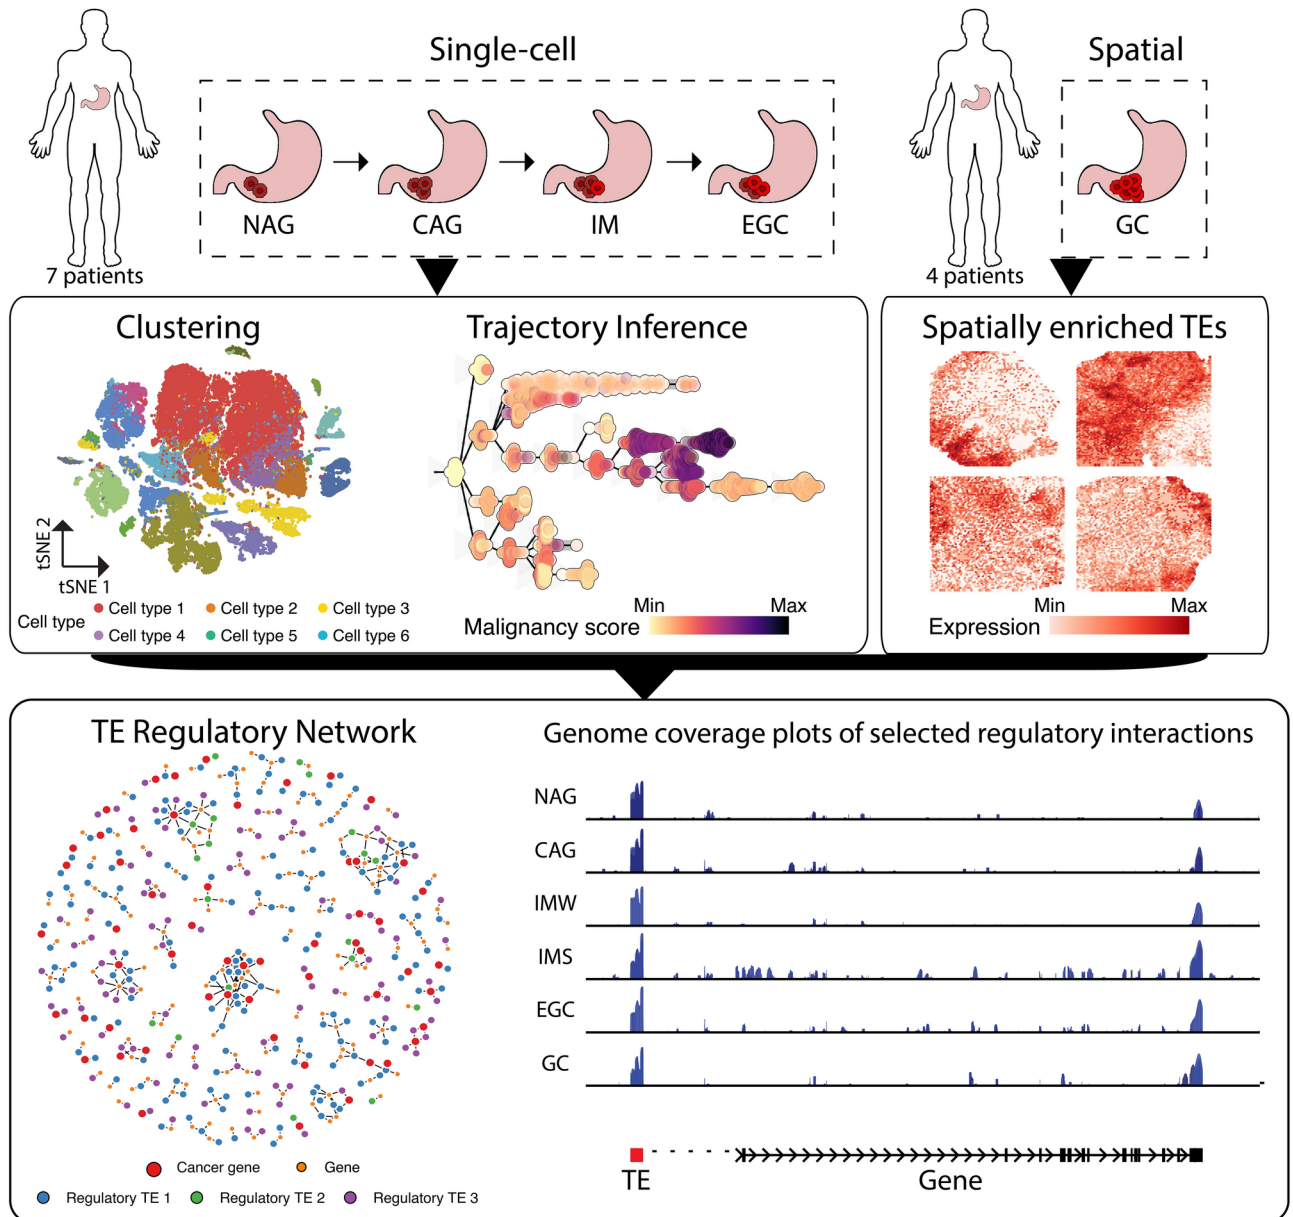 Single-cell
Spatial
NAG
CAG
IM
EGC
GC
7 patients
4 patients
Clustering
Trajectory Inference
Spatially enriched TEs
tSNE 2
tSNE 1
Cell type
Cell type 1
Cell type 2
Cell type 3
Cell type 4
Cell type 5
Cell type 6
Min
Max
Malignancy score
Min
Max
Expression
TE Regulatory Network
Genome coverage plots of selected regulatory interactions
NAG
CAG
IMW
IMS
EGC
GC
TE
Gene
Cancer gene
Gene
Regulatory TE 1
Regulatory TE 2
Regulatory TE 3